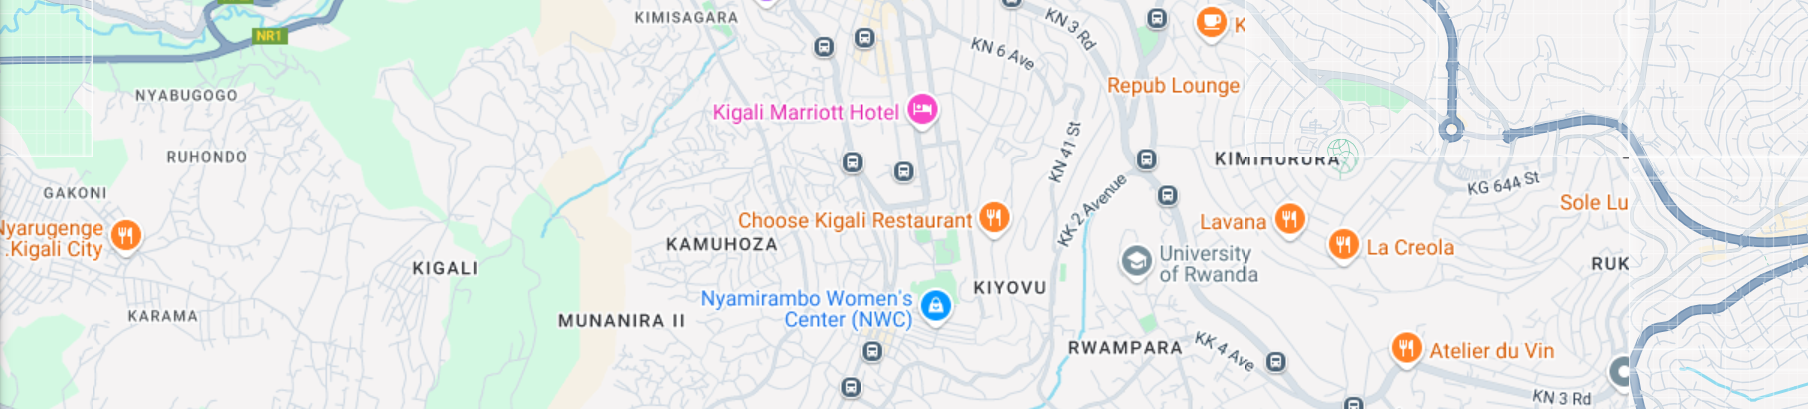 KIMISAGARA
KN 3 Rd
K
NR1
KN 6 Ave
NYABUGOGO
Repub Lounge
Kigali Marriott Hotel
RUHONDO
KN 41 St
KIMIHURURA
KG 644 St
GAKONI
Sole Lu
Nyarugenge
.Kigali City
Choose Kigali Restaurant
KK 2 Avenue
Lavana
La Creola
KAMUHOZA
University
of Rwanda
KIGALI
RUK
KIYOVU
Nyamirambo Women's
Center (NWC)
KARAMA
MUNANIRA II
RWAMPARA
KK 4 Ave
Atelier du Vin
KN 3 Rd